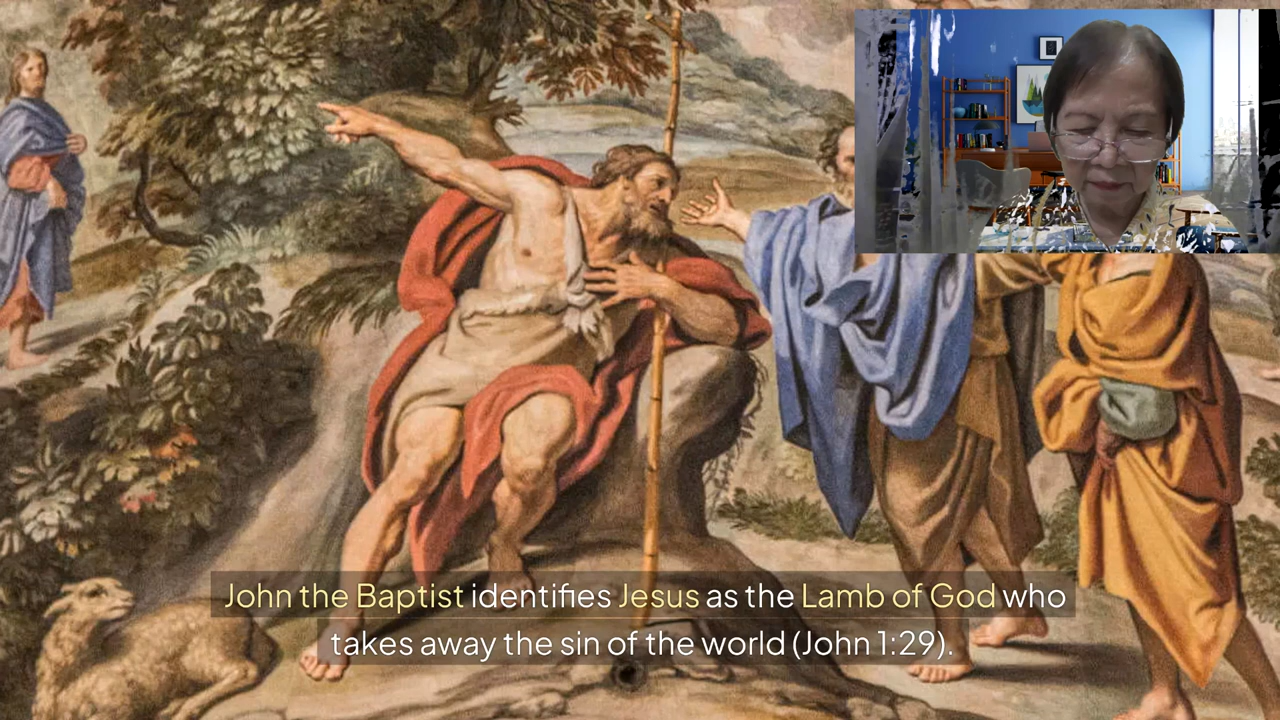 John the Baptist identifies Jesus as the Lamb of God who
takes away the sin of the world (John 1:29).